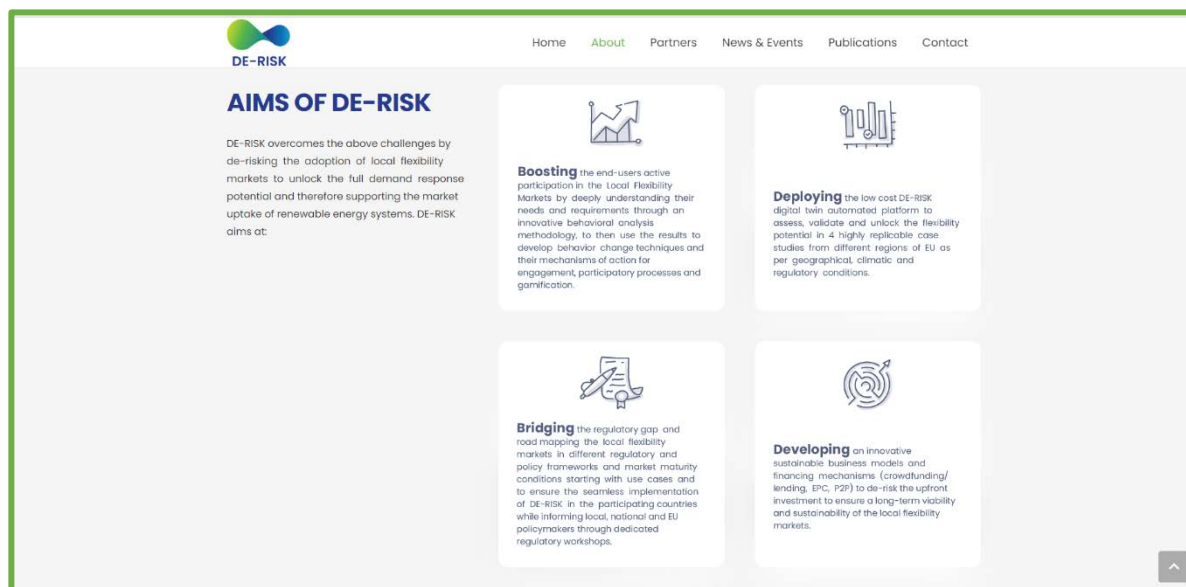 DE-RISK
Home About Partners News & Events Publications Contact
AIMS OF DE-RISK
DE-RISK overcomes the above challenges by
de-risking the adoption of local flexibility
markets to unlock the full demand response
potential and therefore supporting the market
uptake of renewable energy systems. DE-RISK
aims at:
Boosting the end-users active
participation in the Local Flexibility
Markets by deeply understanding their
needs and requirements through an
innovative behavioral analysis
methodology, to then use the results to
develop behavior change techniques and
their mechanisms of action for
engagement, participatory processes and
gamification.
Deploying the low cost DE-RISK
digital twin automated platform to
assess, validate and unlock the flexibility
potential in 4 highly replicable case
studies from different regions of EU as
per geographical, climatic and
regulatory conditions.
Bridging the regulatory gap and
road mapping the local flexibility
markets in different regulatory and
policy frameworks and market maturity
conditions starting with use cases and
to ensure the seamless implementation
of DE-RISK in the participating countries
while informing local, national and EU
policymakers through dedicated
regulatory workshops.
Developing an innovative
sustainable business models and
financing mechanisms (crowdfunding/
lending, EPC, P2P) to de-risk the upfront
investment to ensure a long-term viability
and sustainability of the local flexibility
markets.